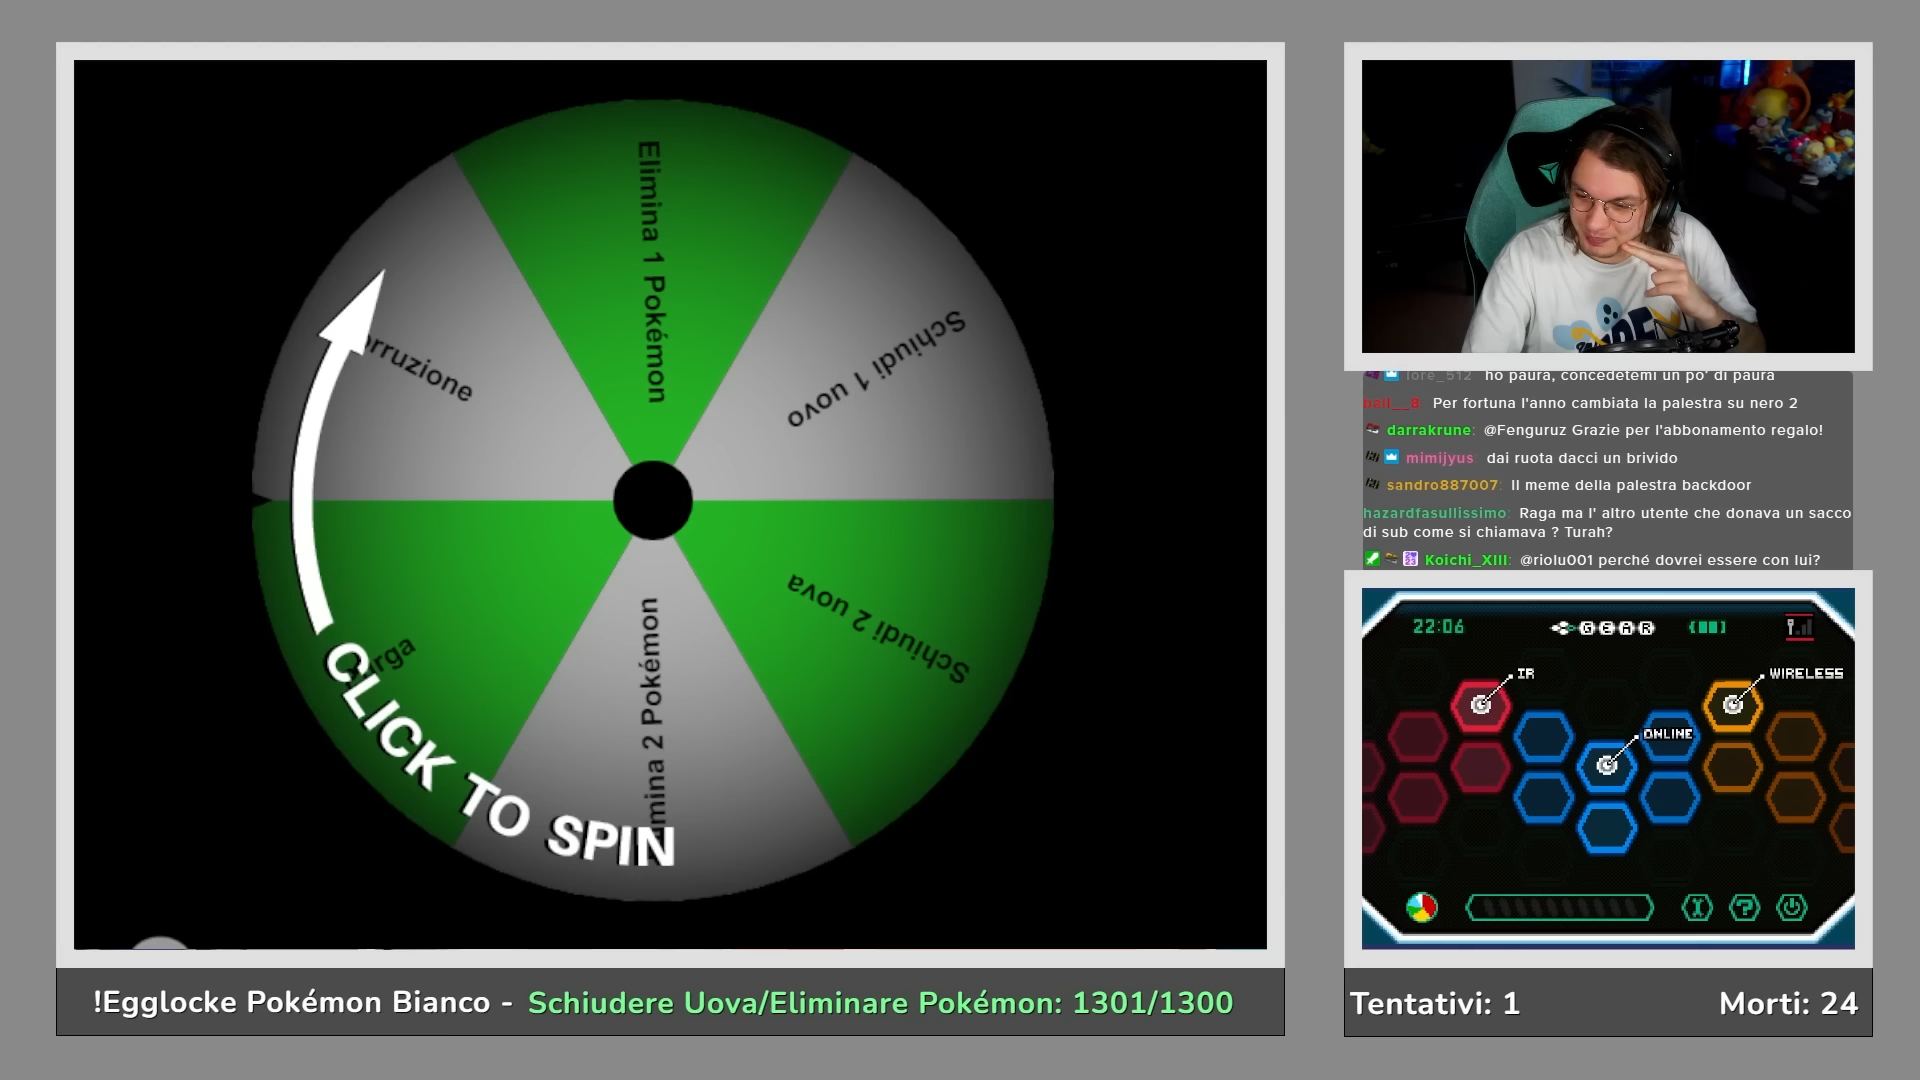 Elimina 1 Pokémon
Schiudi 1 uovo
Schiudi 2 uova
2 Pokémon
CLICK TO SPIN
lore_512 ho paura, concedetemi un po' di paura
Per fortuna l'anno cambiata la palestra su nero 2
darrakrune: @Fenguruz Grazie per l'abbonamento regalo!
mimijyus: dai ruota dacci un brivido
sandro887007: Il meme della palestra backdoor
hazardfasullissimo: Raga ma l' altro utente che donava un sacco
di sub come si chiamava ? Turah?
Koichi_XIII: @riolu001 perché dovrei essere con lui?
22:06
GEAR
IR
WIRELESS
ONLINE
?
!Egglocke Pokémon Bianco - Schiudere Uova/Eliminare Pokémon: 1301/1300
Tentativi: 1
Morti: 24